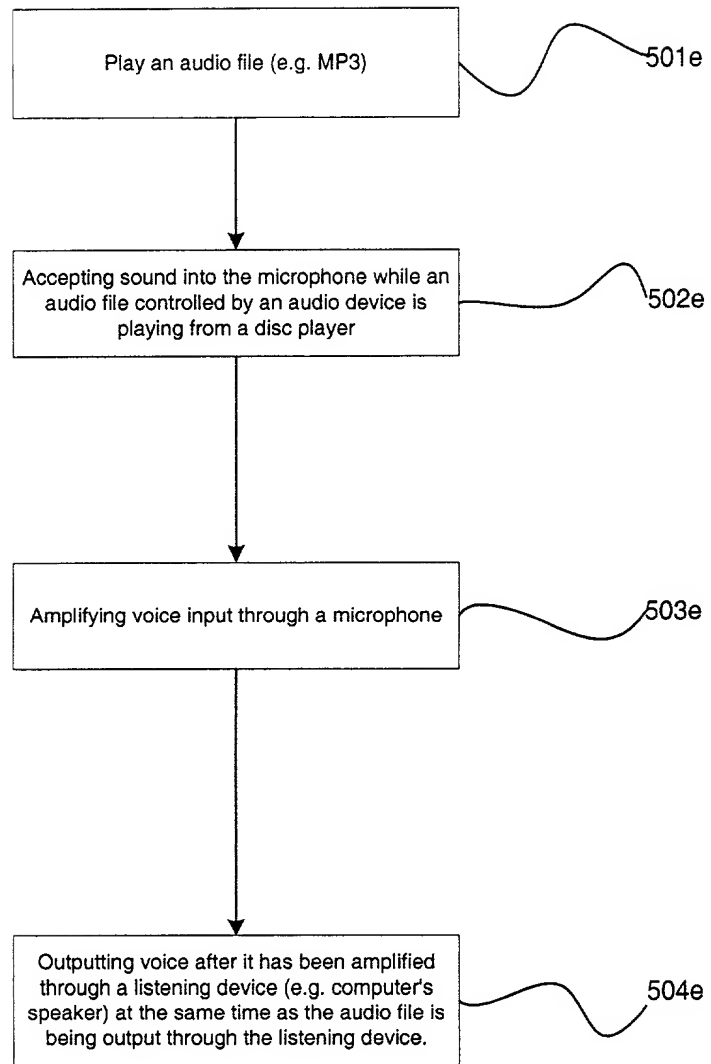 Play an audio file (e.g. MP3)
501e
Accepting sound into the microphone while an
audio file controlled by an audio device is
playing from a disc player
502e
Amplifying voice input through a microphone
503e
Outputting voice after it has been amplified
through a listening device (e.g. computer's
speaker) at the same time as the audio file is
being output through the listening device.
504e